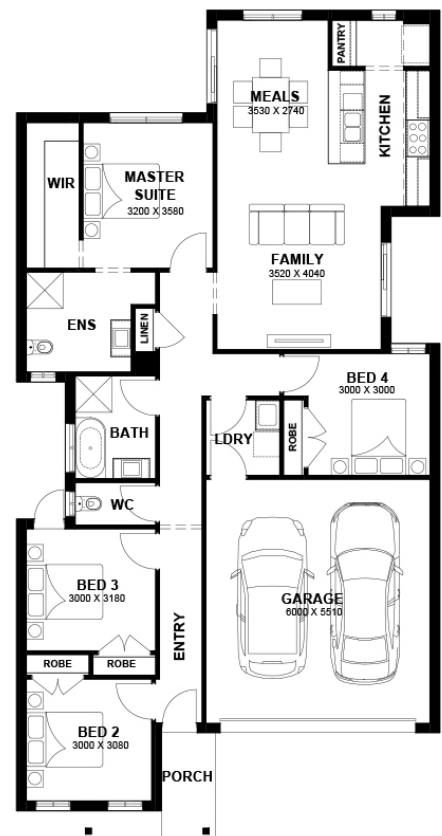 PANTRY
MEALS
3530 X 2740
KITCHEN
WIR
MASTER
SUITE
3200 X 3580
FAMILY
3520 X 4040
ENS
LINEN
BED 4
3000 X 3000
BATH
LDRY
ROBE
WC
BED 3
3000 X 3180
GARAGE
6000 X 5510
ENTRY
ROBE
ROBE
BED 2
3000 X 3080
PORCH